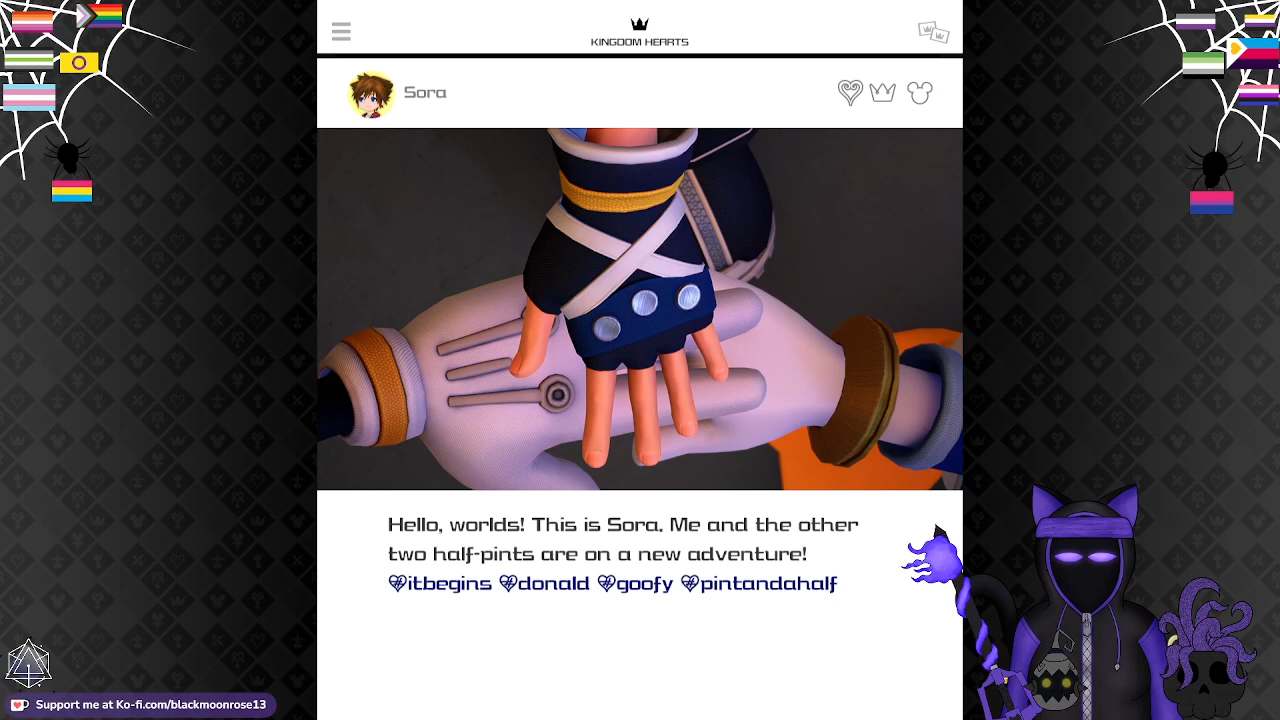 KINGDOM HEARTS
Sora
Hello, worlds! This is Sora. Me and the other
two half-pints are on a new adventure!
itbegins donald goofy pintandahalf
Support me at Ko-fi.com/blackmoonrose13